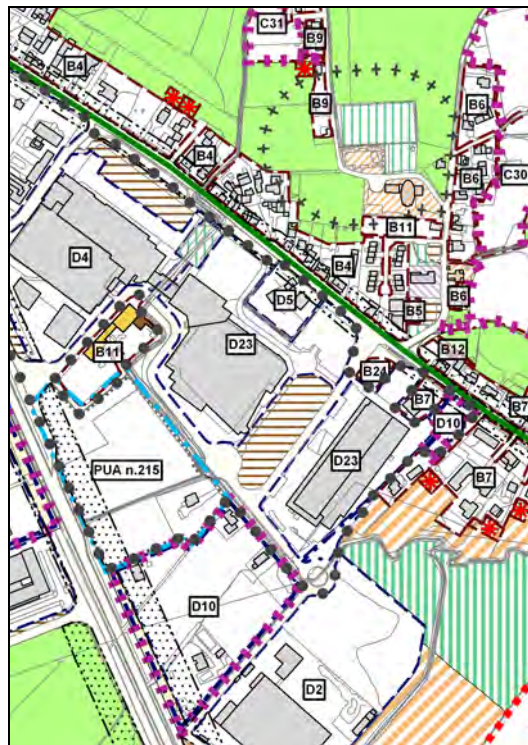 C31
B9
B4
B9
B6
B4
B6
C30
B11
D4
B4
D5
B6
B5
D23
B11
B12
B24
B7
B7
D10
D23
PUA n.215
B7
D10
D2